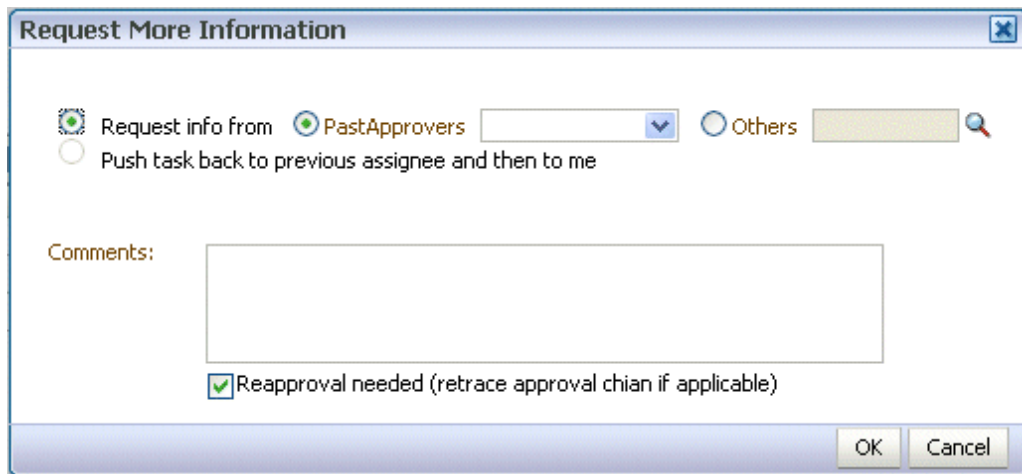 Request More Information
Request info from PastApprovers Others
Push task back to previous assignee and then to me
Comments:
Reapproval needed (retrace approval chian if applicable)
OK Cancel